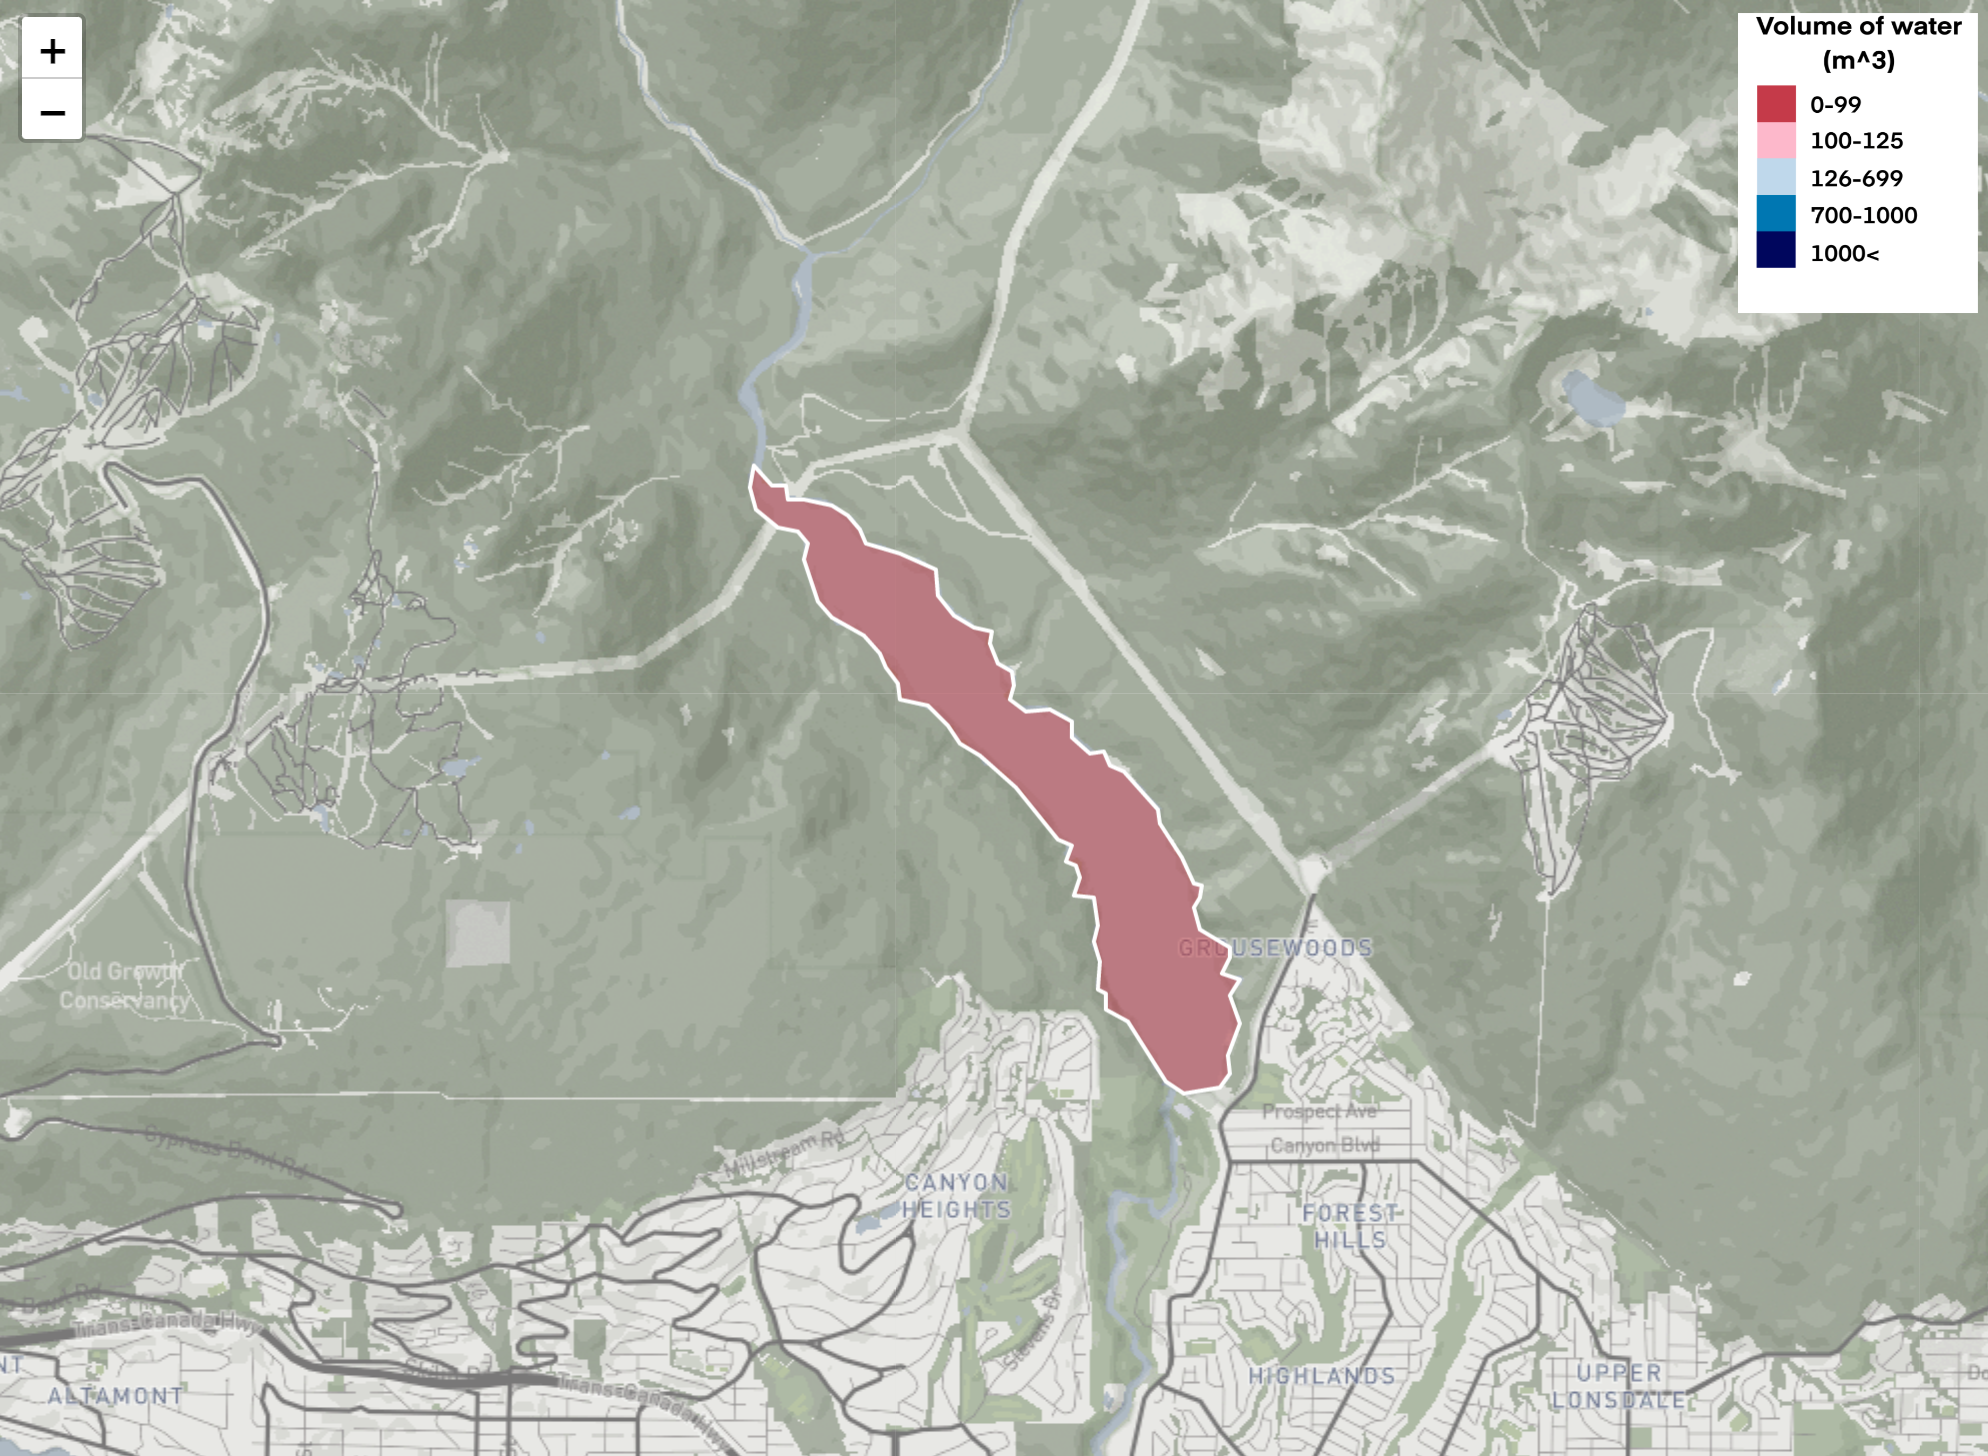 +
−
Volume of water
(m^3)
0-99
100-125
126-699
700-1000
1000<
GROUSEWOODS
Old Growth
Conservancy
Prospect Ave
Canyon Blvd
Cypress Bowl Rd
Millstream Rd
CANYON
HEIGHTS
FOREST
HILLS
Trans-Canada Hwy
Stevens Dr
Trans-Canada Hwy
HIGHLANDS
UPPER
LONSDALE
ALTAMONT